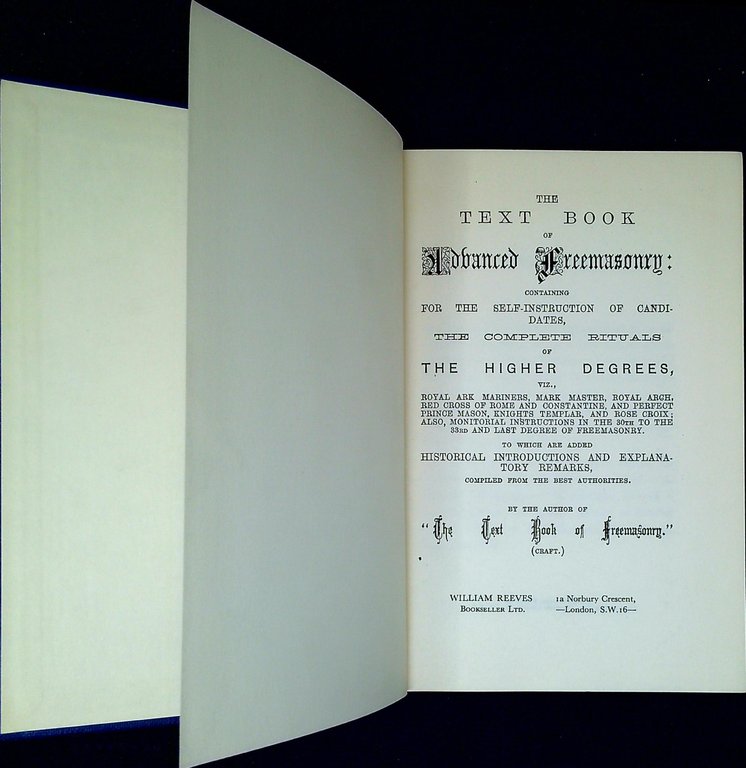 THE
TEXT BOOK
OF
Advanced Freemasonry:
CONTAINING
FOR THE SELF-INSTRUCTION OF CANDI-
DATES,
THE COMPLETE RITUALS
OF
THE HIGHER DEGREES,
VIZ.,
ROYAL ARK MARINERS, MARK MASTER, ROYAL ARCH,
RED CROSS OF ROME AND CONSTANTINE, AND PERFECT
PRINCE MASON, KNIGHTS TEMPLAR, AND ROSE CROIX;
ALSO, MONITORIAL INSTRUCTIONS IN THE 30TH TO THE
33RD AND LAST DEGREE OF FREEMASONRY.
TO WHICH ARE ADDED
HISTORICAL INTRODUCTIONS AND EXPLANA-
TORY REMARKS,
COMPILED FROM THE BEST AUTHORITIES.
BY THE AUTHOR OF
"The Text Book of Freemasonry."
(CRAFT.)
WILLIAM REEVES 1a Norbury Crescent,
BOOKSELLER LTD. —London, S.W.16—